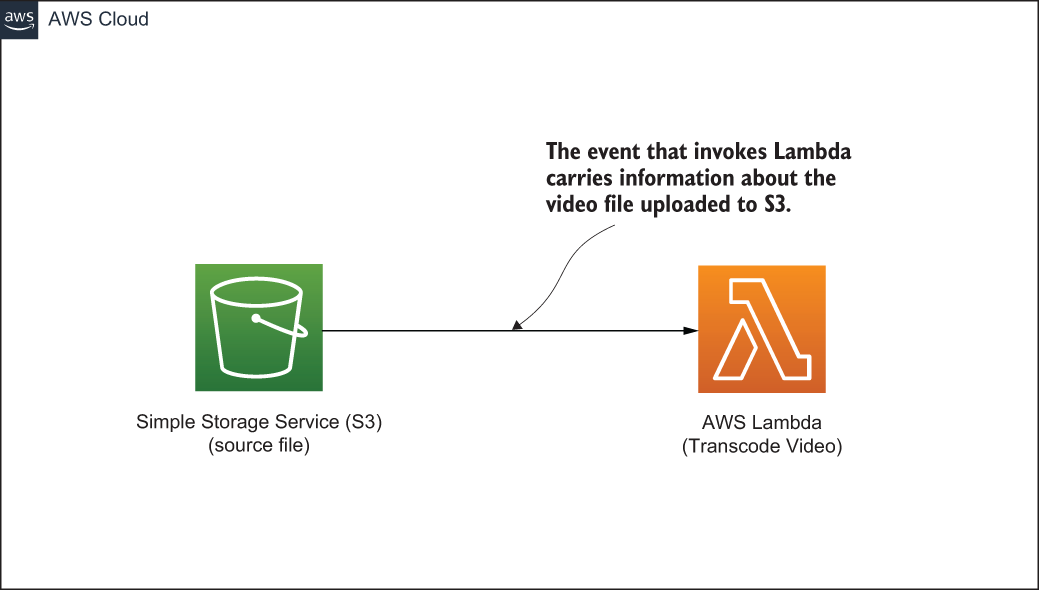 aws
AWS Cloud
The event that invokes Lambda
carries information about the
video file uploaded to S3.
Simple Storage Service (S3)
(source file)
AWS Lambda
(Transcode Video)